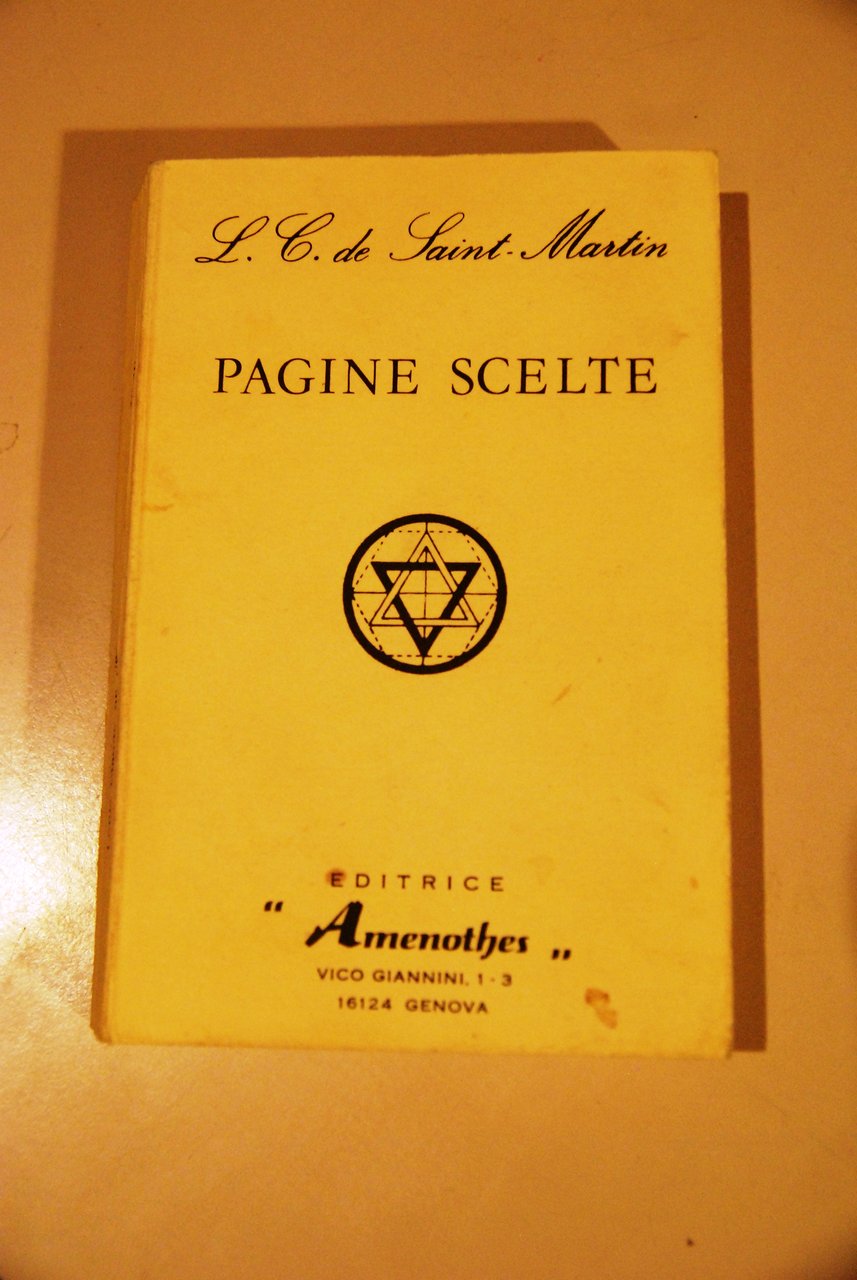 L. C. de Saint-Martin
PAGINE SCELTE
EDITRICE
“ Amenothes „
VICO GIANNINI, 1 - 3
16124 GENOVA